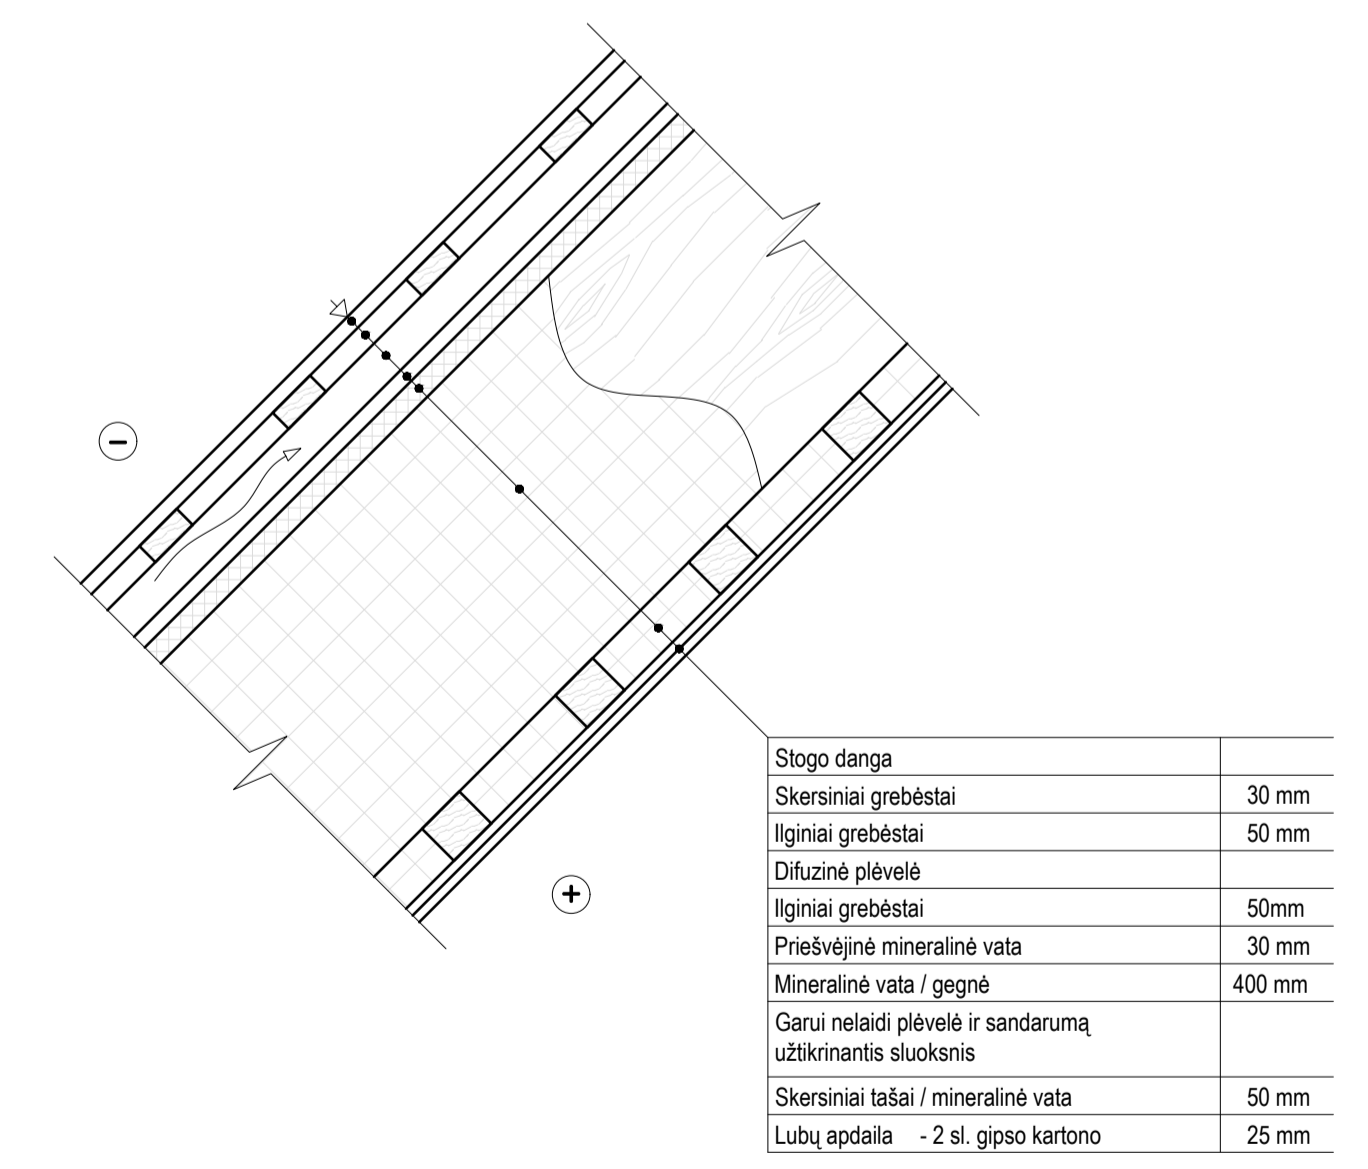 −
+
Stogo danga
Skersiniai grebėstai 30 mm
Ilginiai grebėstai 50 mm
Difuzinė plėvelė
Ilginiai grebėstai 50mm
Priešvėjinė mineralinė vata 30 mm
Mineralinė vata / gegnė 400 mm
Garui nelaidi plėvelė ir sandarumą
užtikrinantis sluoksnis
Skersiniai tašai / mineralinė vata 50 mm
Lubų apdaila - 2 sl. gipso kartono 25 mm